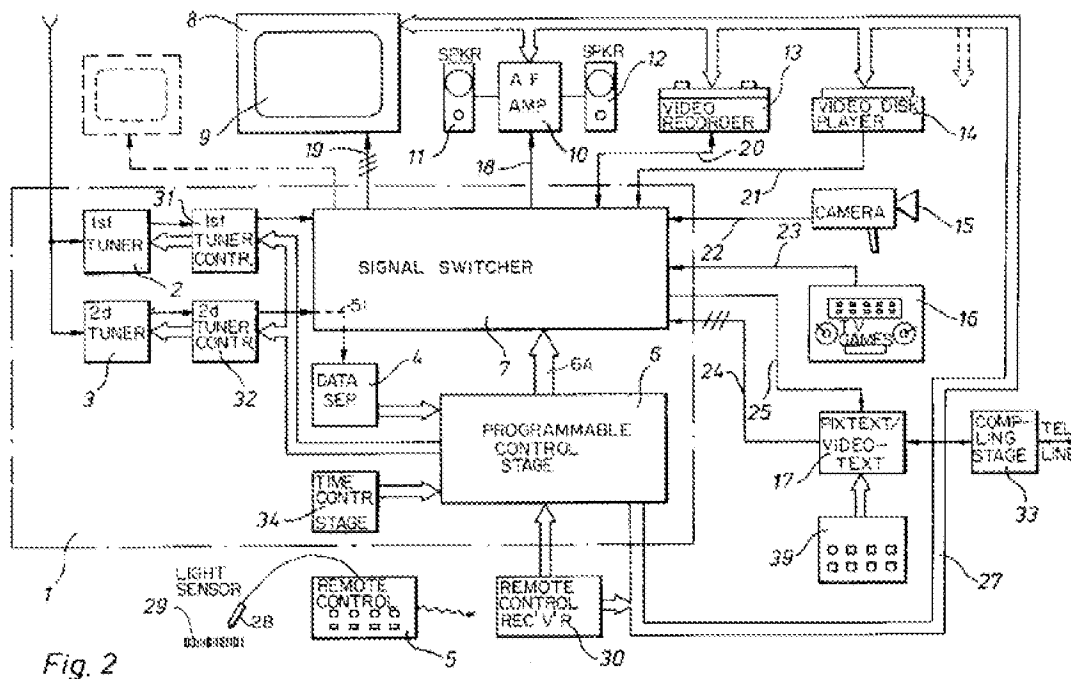 8
9
SPKR
11
A F
AMP
10
SPKR
12
13
VIDEO
RECORDER
VIDEO DISK
PLAYER
14
19
18
20
21
31
1st
TUNER
2
1st
TUNER
CONTR.
SIGNAL SWITCHER
7
CAMERA
15
22
23
2d
TUNER
3
2d
TUNER
CONTR.
32
51
TV
GAMES
16
DATA
SER
4
6A
6
24
25
PROGRAMMABLE
CONTROL
STAGE
PIXTEXT/
VIDEO-
TEXT
17
COMP-
LING
STAGE
33
TEL
LINE
TIME
CONTR
STAGE
34
39
27
1
LIGHT
SENSOR
29
28
REMOTE
CONTROL
5
REMOTE
CONTROL
REC'V'R
30
Fig. 2